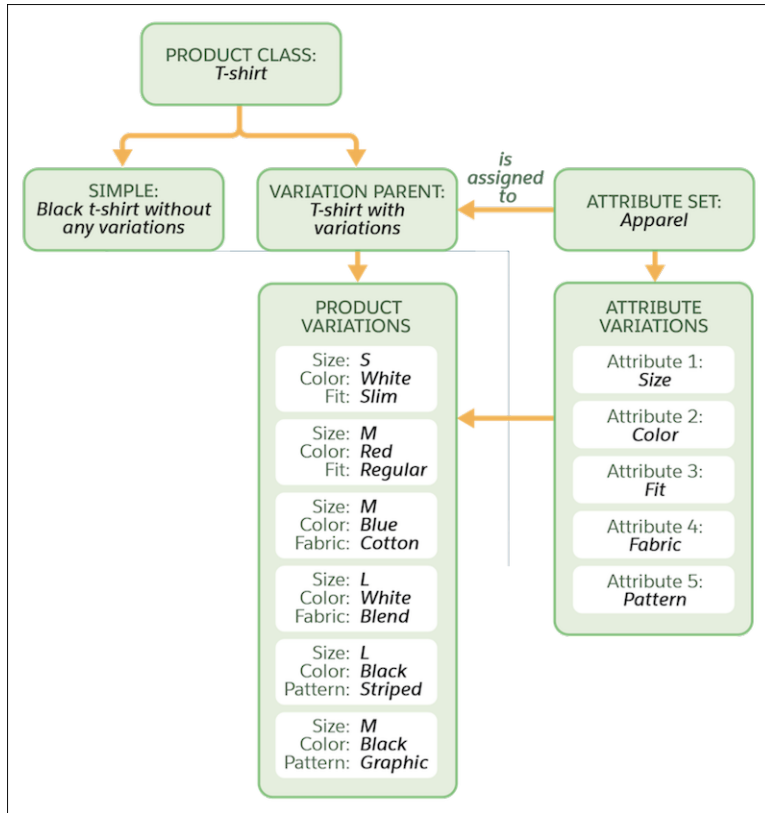 PRODUCT CLASS:
T-shirt
SIMPLE:
Black t-shirt without
any variations
VARIATION PARENT:
T-shirt with
variations
is
assigned
to
ATTRIBUTE SET:
Apparel
PRODUCT
VARIATIONS
Size: S
Color: White
Fit: Slim
Size: M
Color: Red
Fit: Regular
Size: M
Color: Blue
Fabric: Cotton
Size: L
Color: White
Fabric: Blend
Size: L
Color: Black
Pattern: Striped
Size: M
Color: Black
Pattern: Graphic
ATTRIBUTE
VARIATIONS
Attribute 1:
Size
Attribute 2:
Color
Attribute 3:
Fit
Attribute 4:
Fabric
Attribute 5:
Pattern